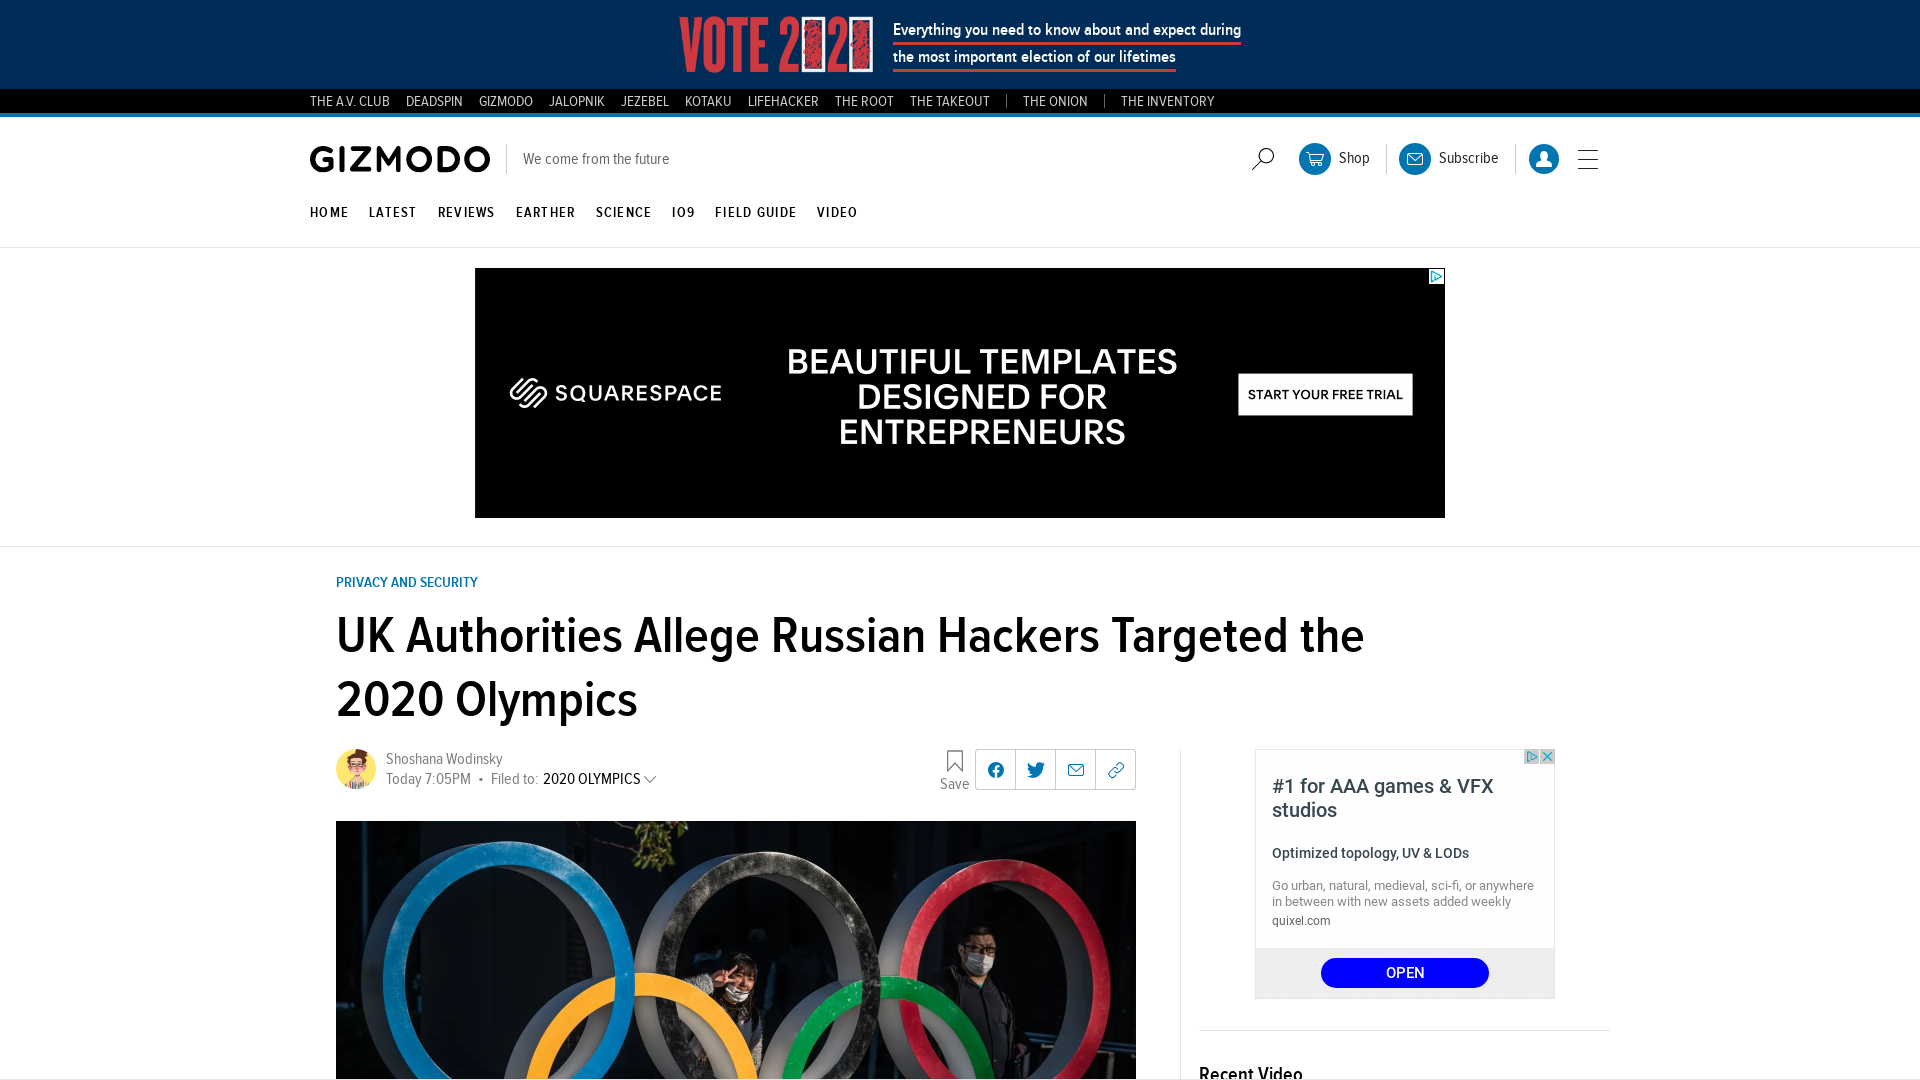 VOTE 2020
Everything you need to know about and expect during
the most important election of our lifetimes
THE A.V. CLUB DEADSPIN GIZMODO JALOPNIK JEZEBEL KOTAKU LIFEHACKER THE ROOT THE TAKEOUT THE ONION THE INVENTORY
GIZMODO We come from the future Shop Subscribe
HOME LATEST REVIEWS EARTHER SCIENCE IO9 FIELD GUIDE VIDEO
SQUARESPACE
BEAUTIFUL TEMPLATES
DESIGNED FOR
ENTREPRENEURS
START YOUR FREE TRIAL
PRIVACY AND SECURITY
UK Authorities Allege Russian Hackers Targeted the
2020 Olympics
Shoshana Wodinsky
Today 7:05PM • Filed to: 2020 OLYMPICS
Save
#1 for AAA games & VFX
studios
Optimized topology, UV & LODs
Go urban, natural, medieval, sci-fi, or anywhere
in between with new assets added weekly
quixel.com
OPEN
Recent Video